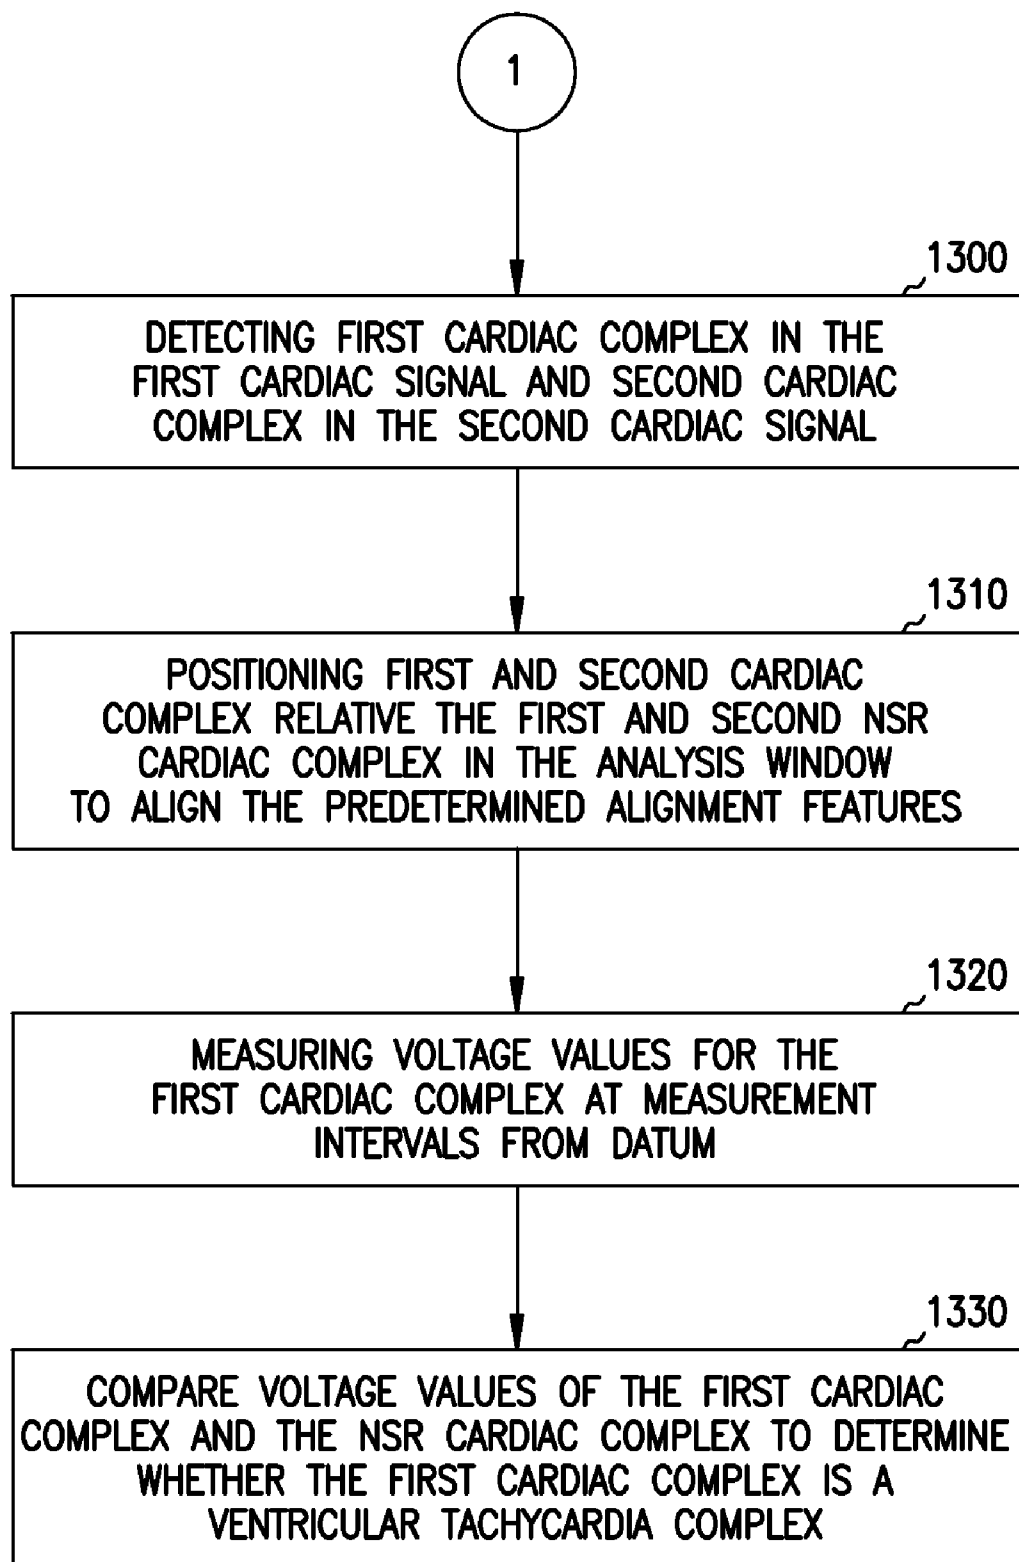 1
1300
DETECTING FIRST CARDIAC COMPLEX IN THE
FIRST CARDIAC SIGNAL AND SECOND CARDIAC
COMPLEX IN THE SECOND CARDIAC SIGNAL
1310
POSITIONING FIRST AND SECOND CARDIAC
COMPLEX RELATIVE THE FIRST AND SECOND NSR
CARDIAC COMPLEX IN THE ANALYSIS WINDOW
TO ALIGN THE PREDETERMINED ALIGNMENT FEATURES
1320
MEASURING VOLTAGE VALUES FOR THE
FIRST CARDIAC COMPLEX AT MEASUREMENT
INTERVALS FROM DATUM
1330
COMPARE VOLTAGE VALUES OF THE FIRST CARDIAC
COMPLEX AND THE NSR CARDIAC COMPLEX TO DETERMINE
WHETHER THE FIRST CARDIAC COMPLEX IS A
VENTRICULAR TACHYCARDIA COMPLEX